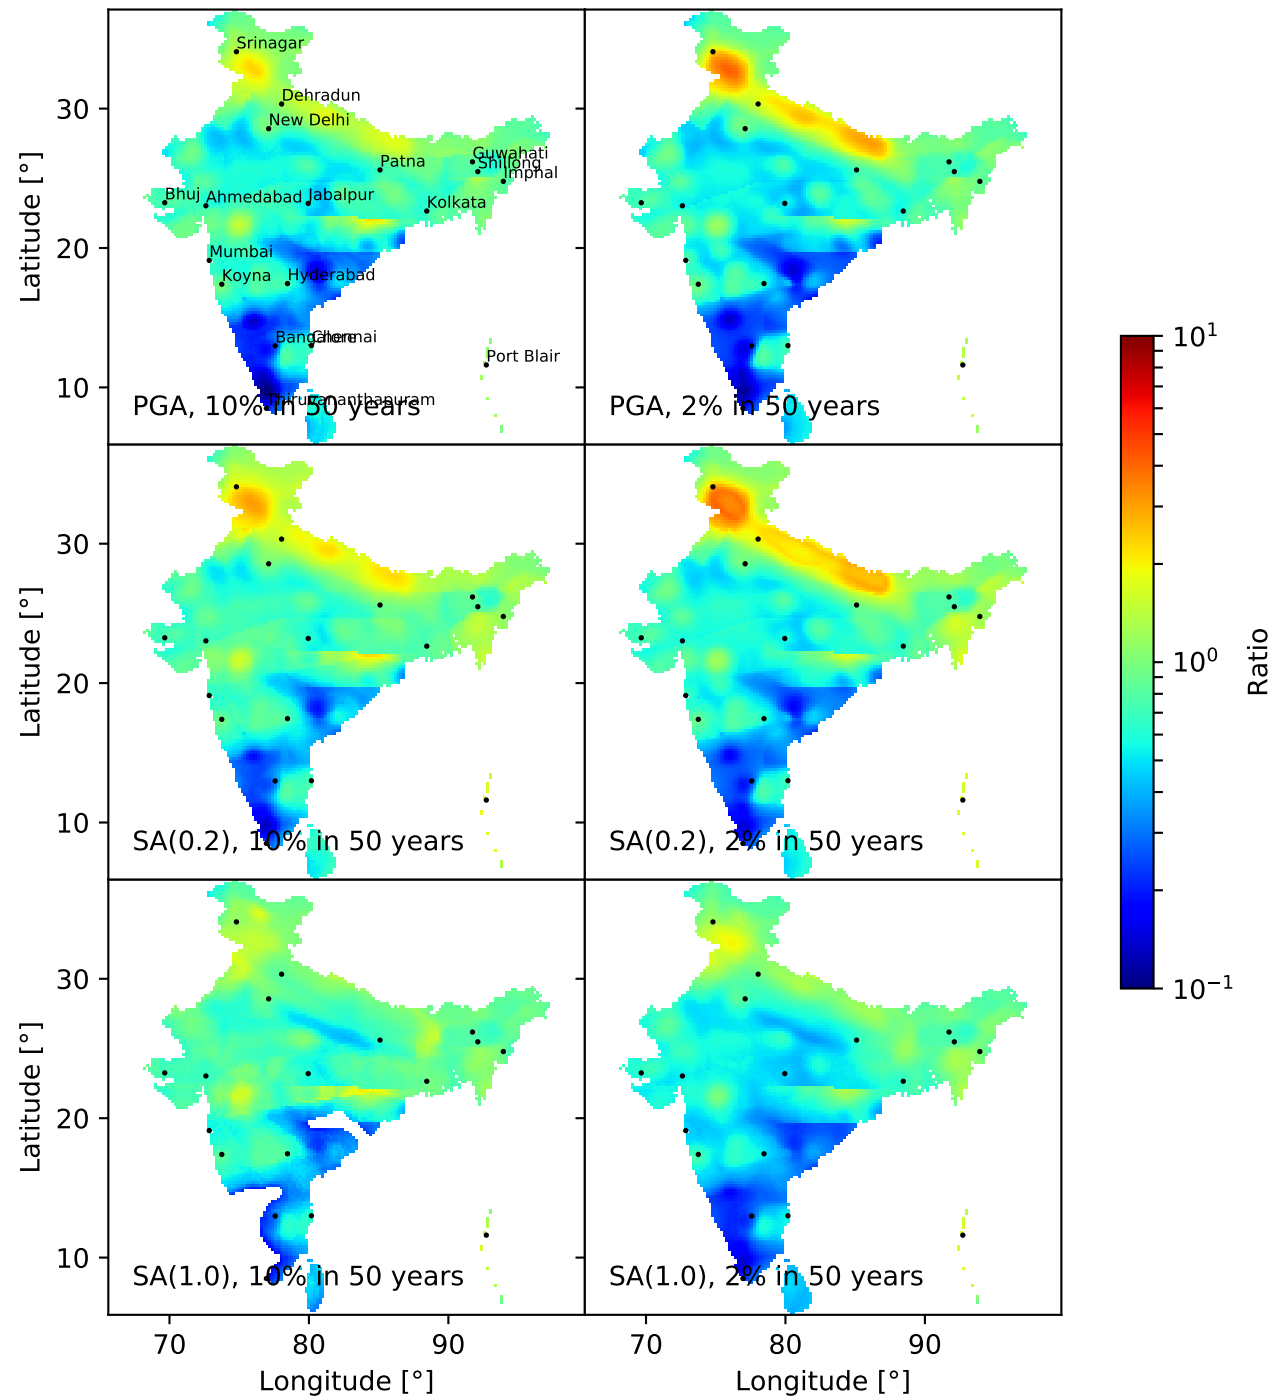 Srinagar
30
Dehradun
New Delhi
Guwahati
Patna
Shillong
Imphal
Bhuj
Ahmedabad
Jabalpur
Kolkata
Latitude [°]
20
Mumbai
Koyna
Hyderabad
Bangalore
Chennai
Port Blair
10
Thiruvananthapuram
PGA, 10% in 50 years
PGA, 2% in 50 years
10¹
30
Latitude [°]
10⁰
Ratio
20
10
SA(0.2), 10% in 50 years
SA(0.2), 2% in 50 years
30
10⁻¹
Latitude [°]
20
10
SA(1.0), 10% in 50 years
SA(1.0), 2% in 50 years
70 80 90
70 80 90
Longitude [°]
Longitude [°]